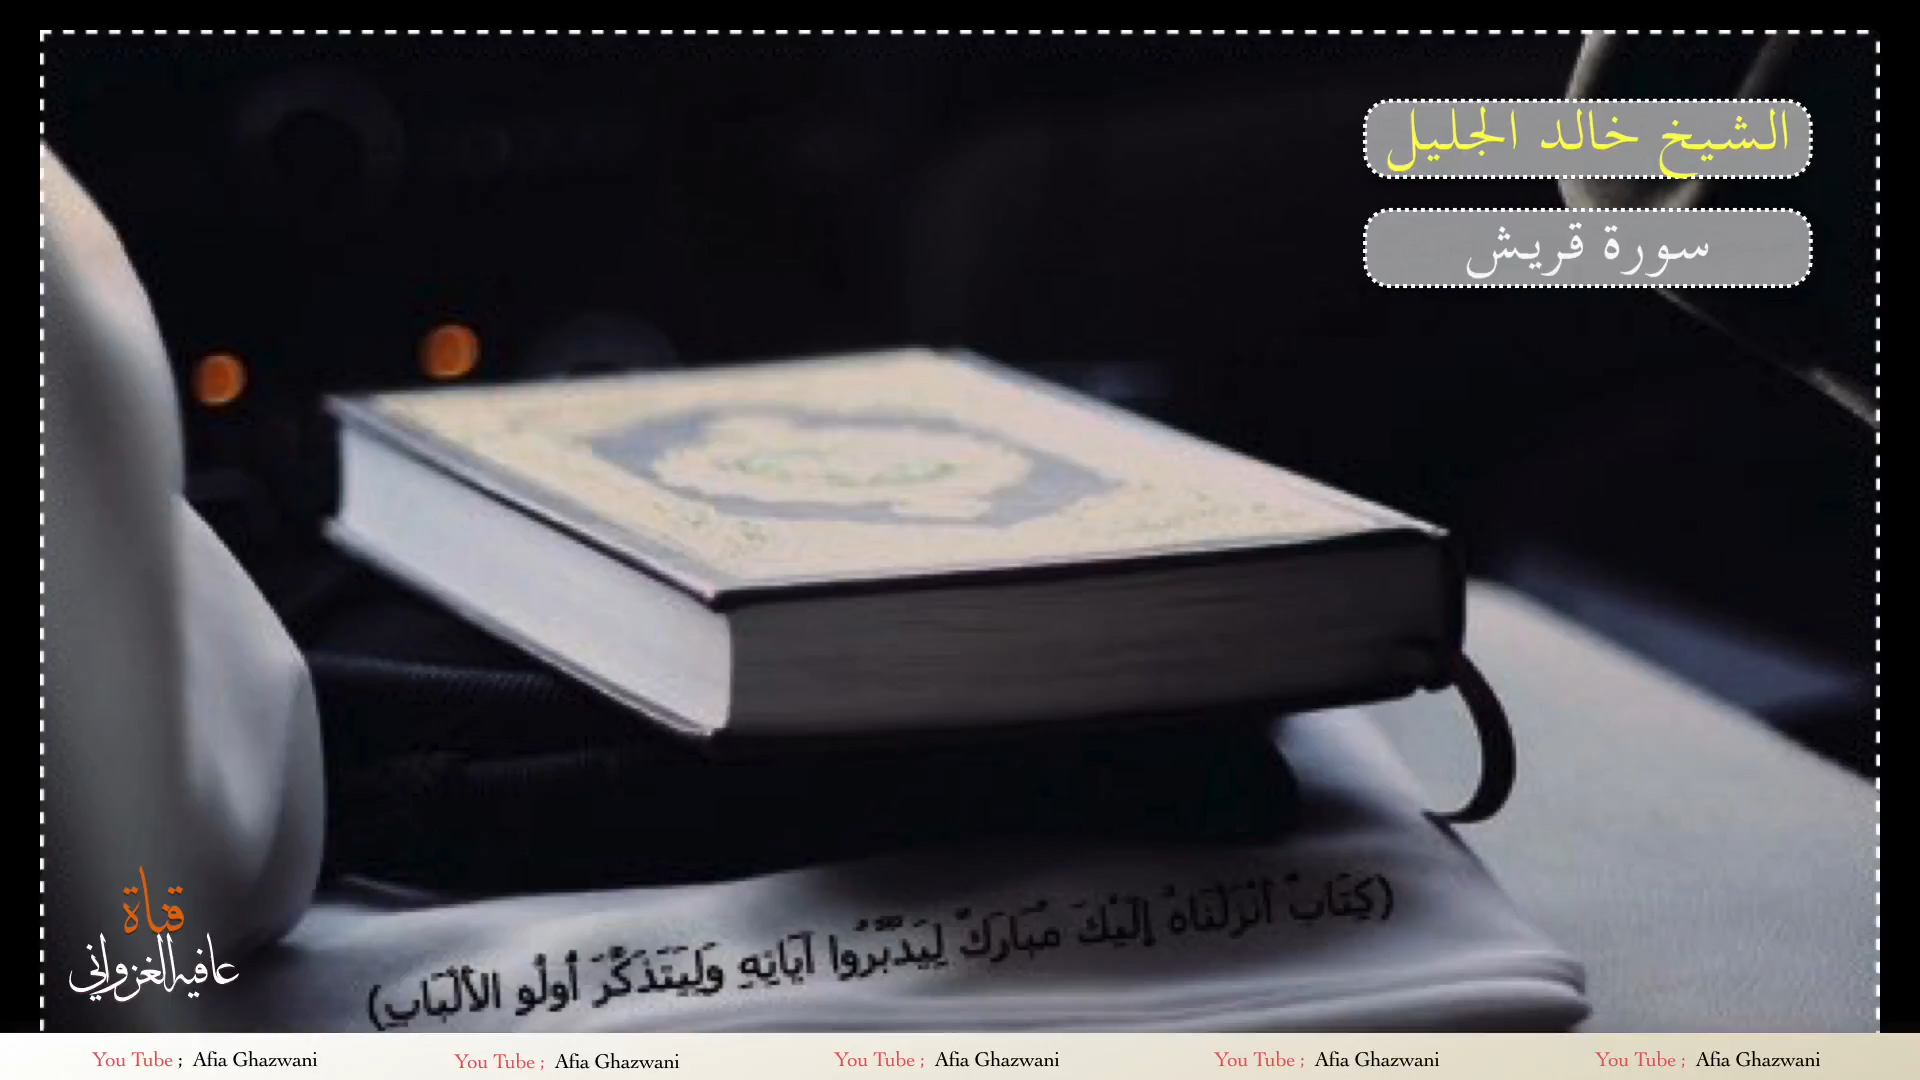 الشيخ خالد الجليل
سورة قريش
(كِتَابٌ أَنْزَلْنَاهُ إِلَيْكَ مُبَارَكٌ لِيَدَّبَّرُوا آيَاتِهِ وَلِيَتَذَكَّرَ أُولُو الْأَلْبَابِ)
قناة
عافيه الغزواني
You Tube ; Afia Ghazwani You Tube ; Afia Ghazwani You Tube ; Afia Ghazwani You Tube ; Afia Ghazwani You Tube ; Afia Ghazwani